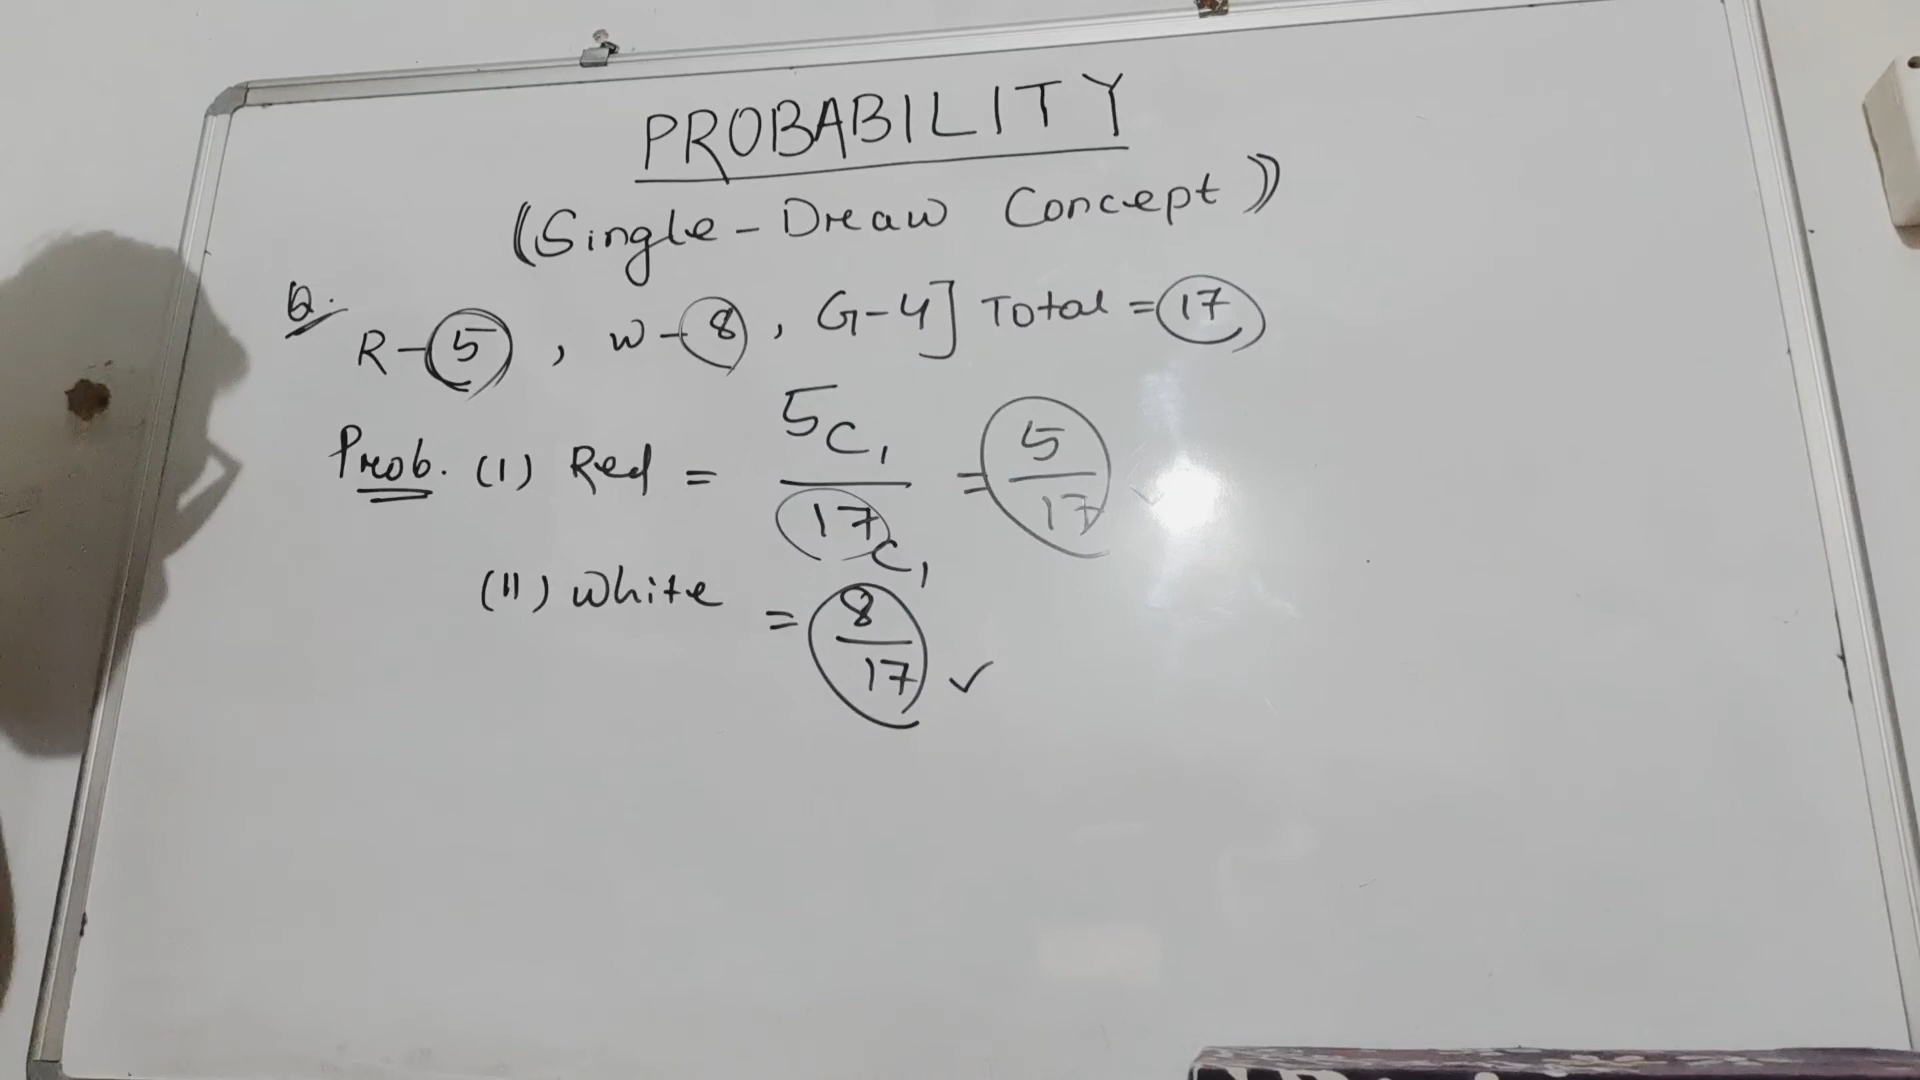 PROBABILITY
(Single-Draw Concept))
Q.
R-5, W-8, G-4] Total = 17
Prob. (I) Red = 5C1/17C1 = 5/17 ✓
(II) White = 8/17 ✓